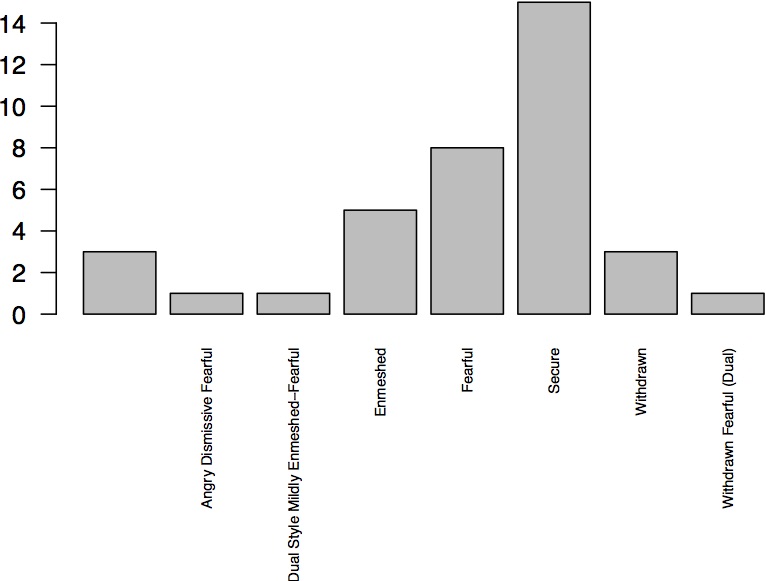 14
12
10
8
6
4
2
0
Angry Dismissive Fearful
Dual Style Mildly Enmeshed−Fearful
Enmeshed
Fearful
Secure
Withdrawn
Withdrawn Fearful (Dual)